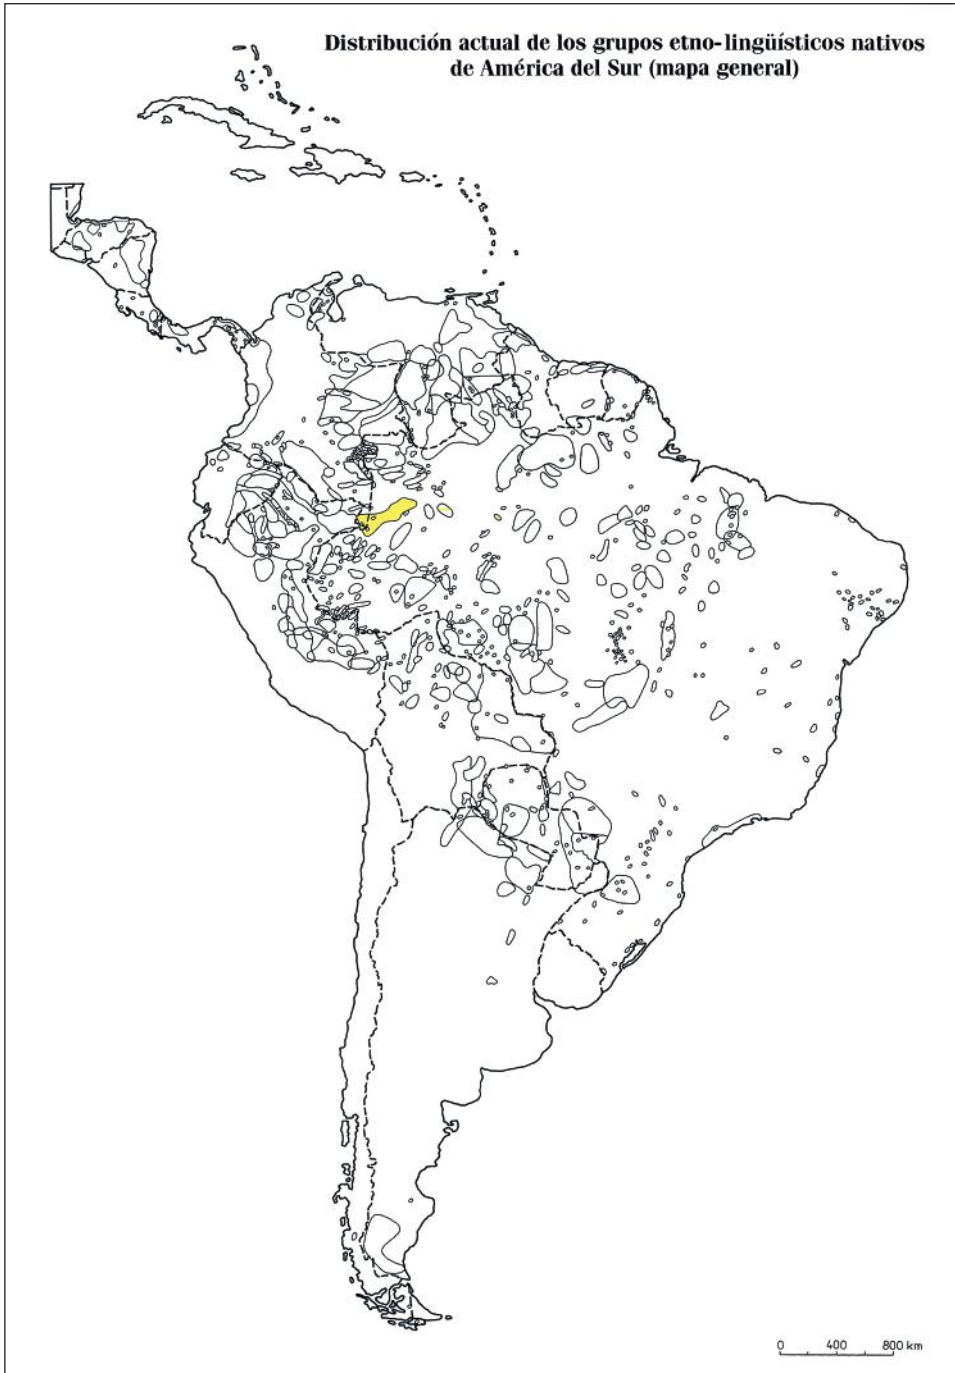 Distribución actual de los grupos etno-lingüísticos nativos
de América del Sur (mapa general)
0 400 800 km